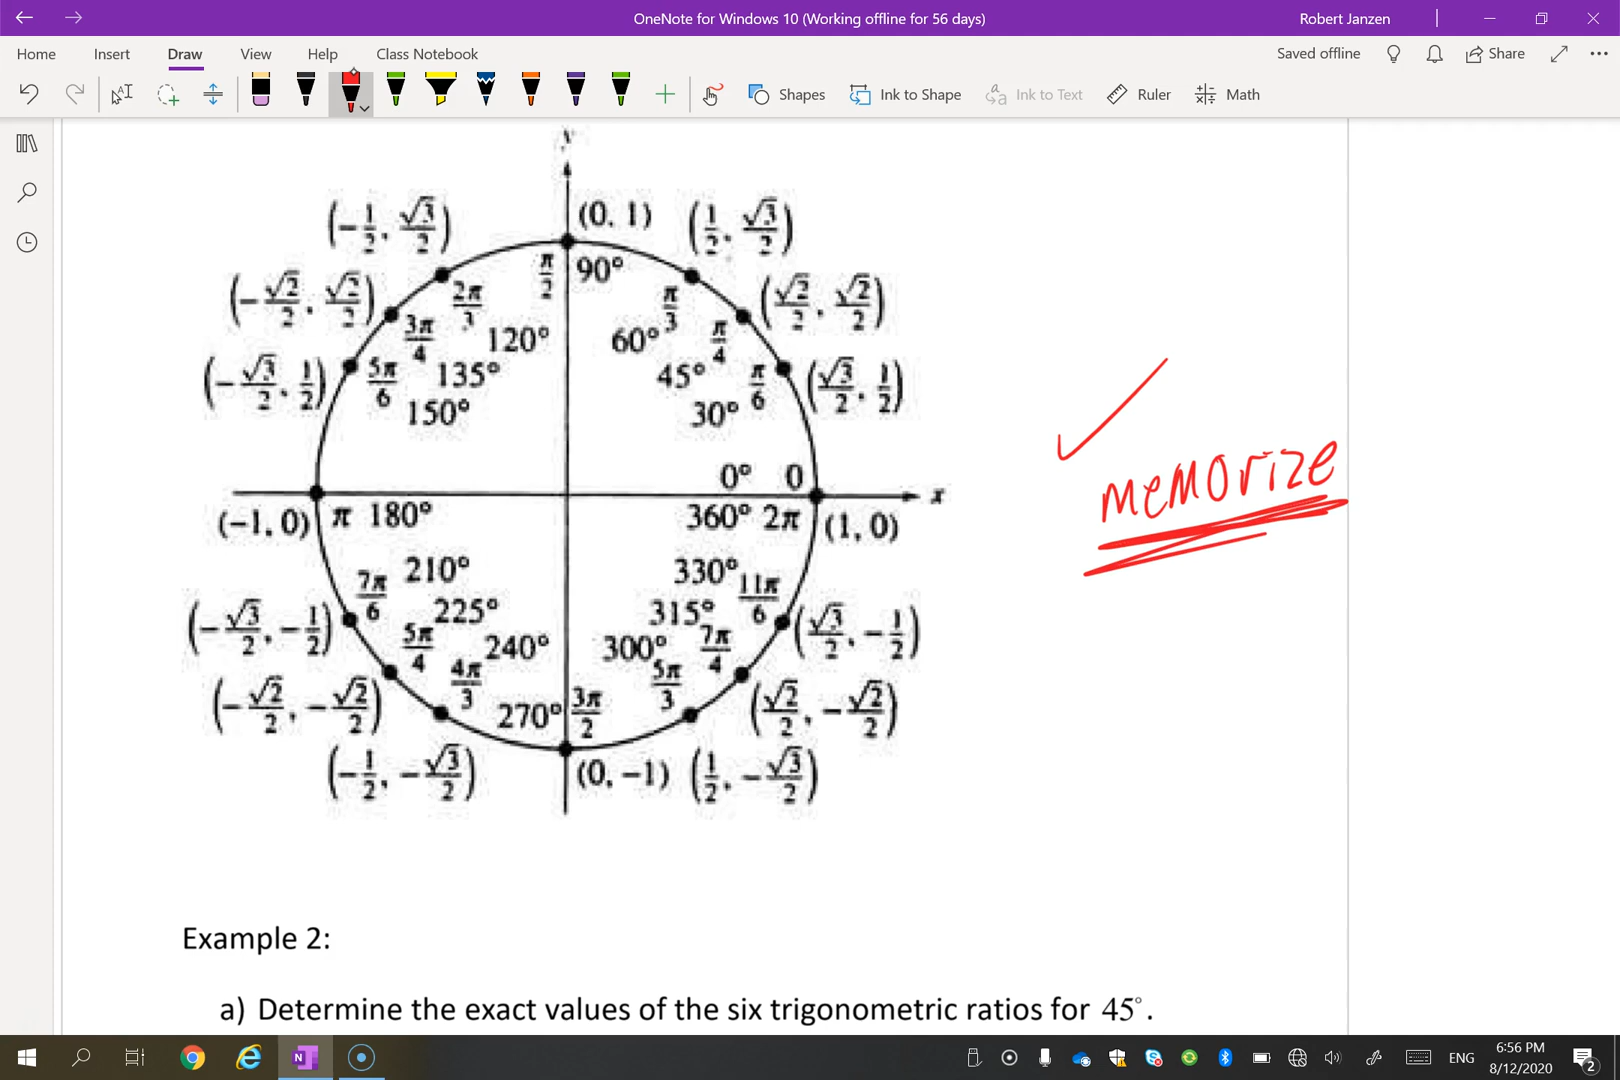 OneNote for Windows 10 (Working offline for 56 days)
Robert Janzen
Home Insert Draw View Help Class Notebook
Saved offline
Share
Shapes Ink to Shape Ink to Text Ruler Math
y
(-1/2, √3/2) (0, 1) (1/2, √3/2)
(-√2/2, √2/2) 2π/3 π/2 90° π/3 (√2/2, √2/2)
3π/4 120° 60° π/4
(-√3/2, 1/2) 5π/6 135° 45° π/6 (√3/2, 1/2)
150° 30°
0° 0
x
(-1, 0) π 180° 360° 2π (1, 0)
memorize
7π/6 210° 330° 11π/6
(-√3/2, -1/2) 225° 315° (√3/2, -1/2)
5π/4 240° 300° 7π/4
(-√2/2, -√2/2) 4π/3 270° 3π/2 5π/3 (√2/2, -√2/2)
(-1/2, -√3/2) (0, -1) (1/2, -√3/2)
Example 2:
a) Determine the exact values of the six trigonometric ratios for 45°.
ENG
6:56 PM
8/12/2020
2